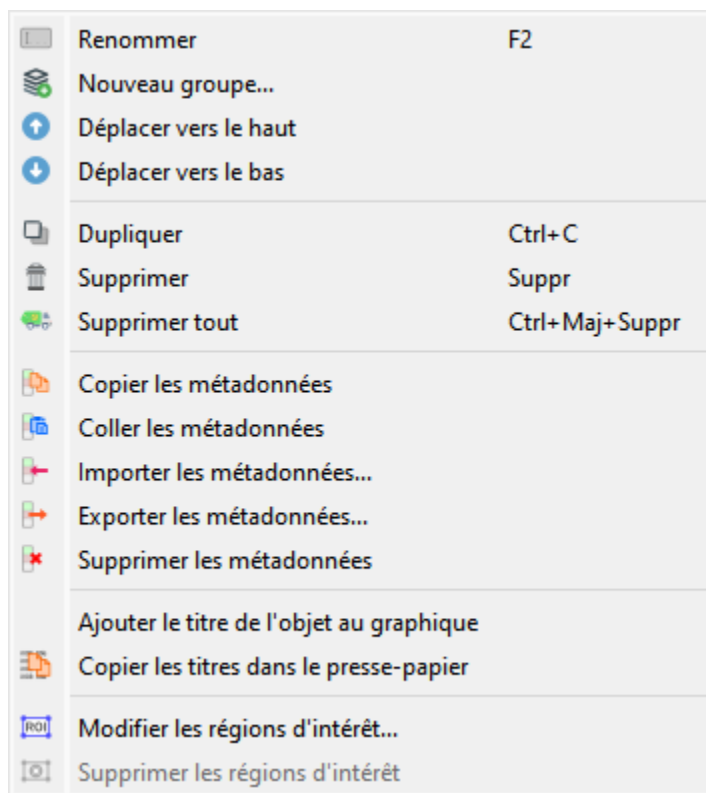 Renommer F2
Nouveau groupe...
Déplacer vers le haut
Déplacer vers le bas
Dupliquer Ctrl+C
Supprimer Suppr
Supprimer tout Ctrl+Maj+Suppr
Copier les métadonnées
Coller les métadonnées
Importer les métadonnées...
Exporter les métadonnées...
Supprimer les métadonnées
Ajouter le titre de l'objet au graphique
Copier les titres dans le presse-papier
ROI Modifier les régions d'intérêt...
Supprimer les régions d'intérêt